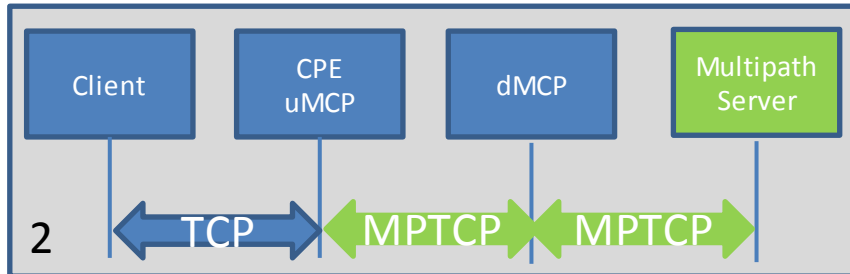 Client
CPE
uMCP
dMCP
Multipath
Server
TCP
MPTCP
MPTCP
2